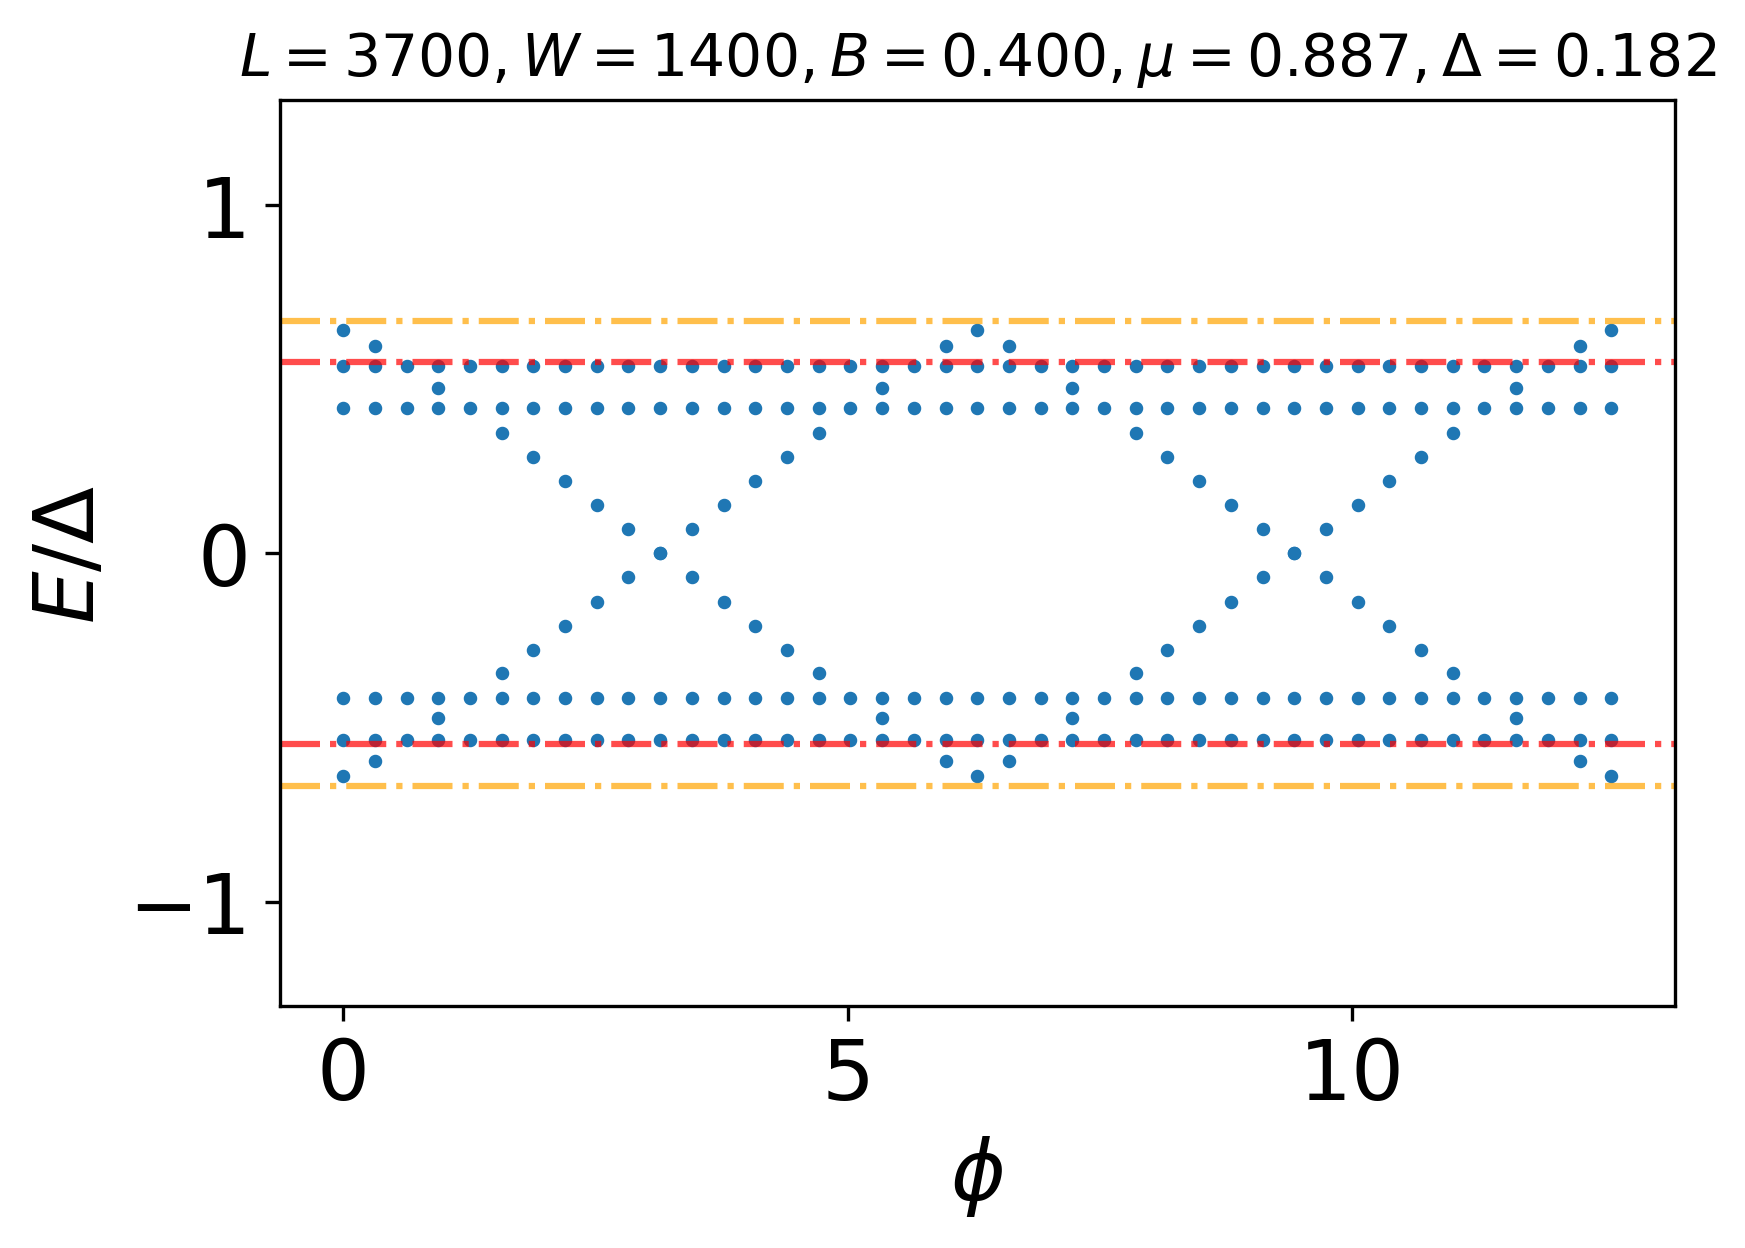 L = 3700, W = 1400, B = 0.400, μ = 0.887, Δ = 0.182
1
0
−1
E/Δ
0 5 10
ϕ